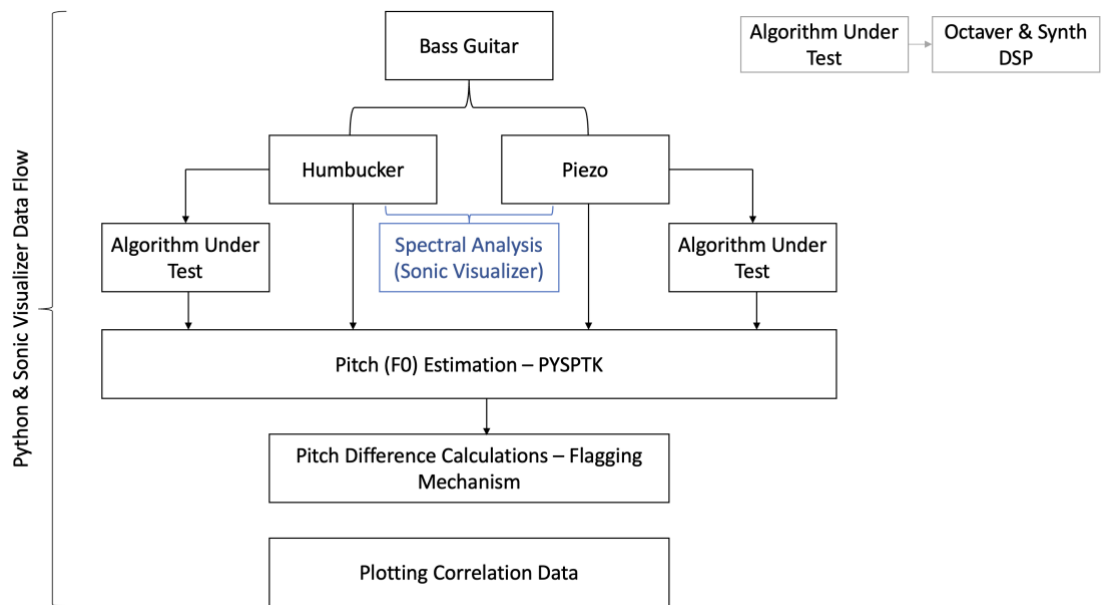 Bass Guitar
Algorithm Under
Test
Octaver & Synth
DSP
Humbucker
Piezo
Algorithm Under
Test
Spectral Analysis
(Sonic Visualizer)
Algorithm Under
Test
Pitch (F0) Estimation – PYSPTK
Pitch Difference Calculations – Flagging
Mechanism
Plotting Correlation Data
Python & Sonic Visualizer Data Flow